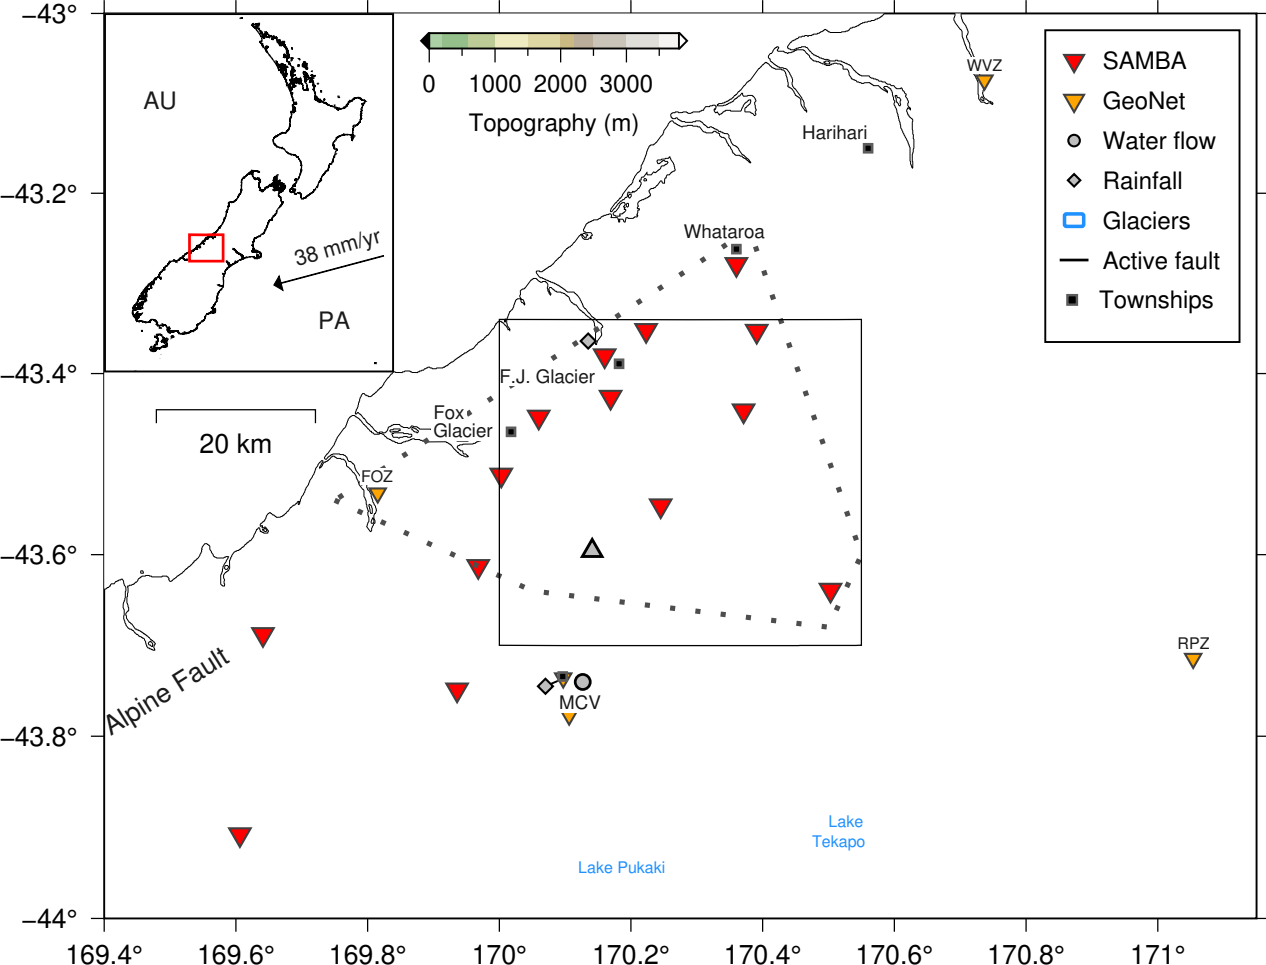 −43°
−43.2°
−43.4°
−43.6°
−43.8°
−44°
169.4°
169.6°
169.8°
170°
170.2°
170.4°
170.6°
170.8°
171°
AU
38 mm/yr
PA
0
1000
2000
3000
Topography (m)
SAMBA
GeoNet
Water flow
Rainfall
Glaciers
Active fault
Townships
WVZ
Harihari
Whataroa
F.J. Glacier
Fox
Glacier
20 km
FOZ
RPZ
MCV
Alpine Fault
Lake
Tekapo
Lake Pukaki